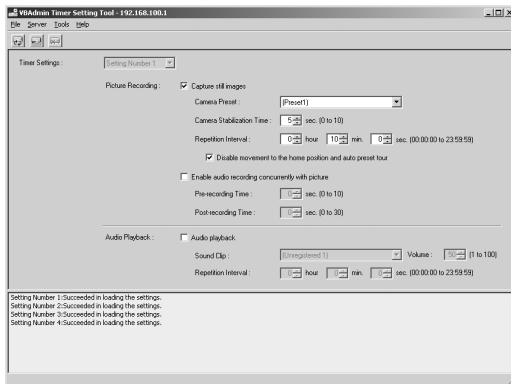 VBAdmin Timer Setting Tool - 192.168.100.1
File Server Tools Help
Timer Settings : Setting Number 1
Picture Recording : Capture still images
Camera Preset : (Preset1)
Camera Stabilization Time : 5 sec. (0 to 10)
Repetition Interval : 0 hour 10 min. 0 sec. (00:00:00 to 23:59:59)
Disable movement to the home position and auto preset tour
Enable audio recording concurrently with picture
Pre-recording Time : 0 sec. (0 to 10)
Post-recording Time : 0 sec. (0 to 30)
Audio Playback : Audio playback
Sound Clip : (Unregistered 1) Volume : 50 (1 to 100)
Repetition Interval : 0 hour 0 min. 0 sec. (00:00:00 to 23:59:59)
Setting Number 1:Succeeded in loading the settings.
Setting Number 2:Succeeded in loading the settings.
Setting Number 3:Succeeded in loading the settings.
Setting Number 4:Succeeded in loading the settings.